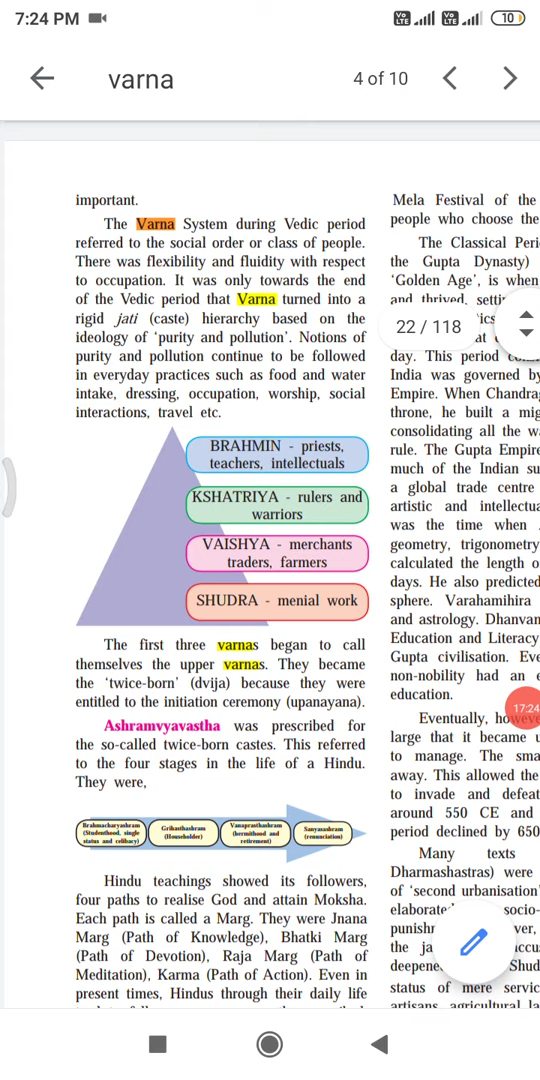 7:24 PM
Vo LTE
Vo LTE
10
varna
4 of 10
important.
The Varna System during Vedic period
referred to the social order or class of people.
There was flexibility and fluidity with respect
to occupation. It was only towards the end
of the Vedic period that Varna turned into a
rigid jati (caste) hierarchy based on the
ideology of ‘purity and pollution’. Notions of
purity and pollution continue to be followed
in everyday practices such as food and water
intake, dressing, occupation, worship, social
interactions, travel etc.
BRAHMIN - priests,
teachers, intellectuals
KSHATRIYA - rulers and
warriors
VAISHYA - merchants
traders, farmers
SHUDRA - menial work
The first three varnas began to call
themselves the upper varnas. They became
the ‘twice-born’ (dvija) because they were
entitled to the initiation ceremony (upanayana).
Ashramvyavastha was prescribed for
the so-called twice-born castes. This referred
to the four stages in the life of a Hindu.
They were,
Brahmacharyashram
(Studenthood, single
status and celibacy)
Grihasthashram
(Householder)
Vanaprasthashram
(hermithood and
retirement)
Sanyasashram
(renunciation)
Hindu teachings showed its followers,
four paths to realise God and attain Moksha.
Each path is called a Marg. They were Jnana
Marg (Path of Knowledge), Bhatki Marg
(Path of Devotion), Raja Marg (Path of
Meditation), Karma (Path of Action). Even in
present times, Hindus through their daily life
Mela Festival of the
people who choose the
The Classical Peri
the Gupta Dynasty)
‘Golden Age’, is when
and thrived, setti
22 / 118
day. This period
India was governed by
Empire. When Chandra
throne, he built a mig
consolidating all the w
rule. The Gupta Empire
much of the Indian su
a global trade centre
artistic and intellectua
was the time when
geometry, trigonometry
calculated the length o
days. He also predicted
sphere. Varahamihira
and astrology. Dhanvan
Education and Literacy
Gupta civilisation. Eve
non-nobility had an e
education.
17:24
Eventually, however
large that it became u
to manage. The sma
away. This allowed the
to invade and defeat
around 550 CE and
period declined by 650
Many texts
Dharmashastras) were
of ‘second urbanisation’
elaborate socio-
punishm ver,
the ja ccu
deepene Shud
status of mere servic
artisans, agricultural la